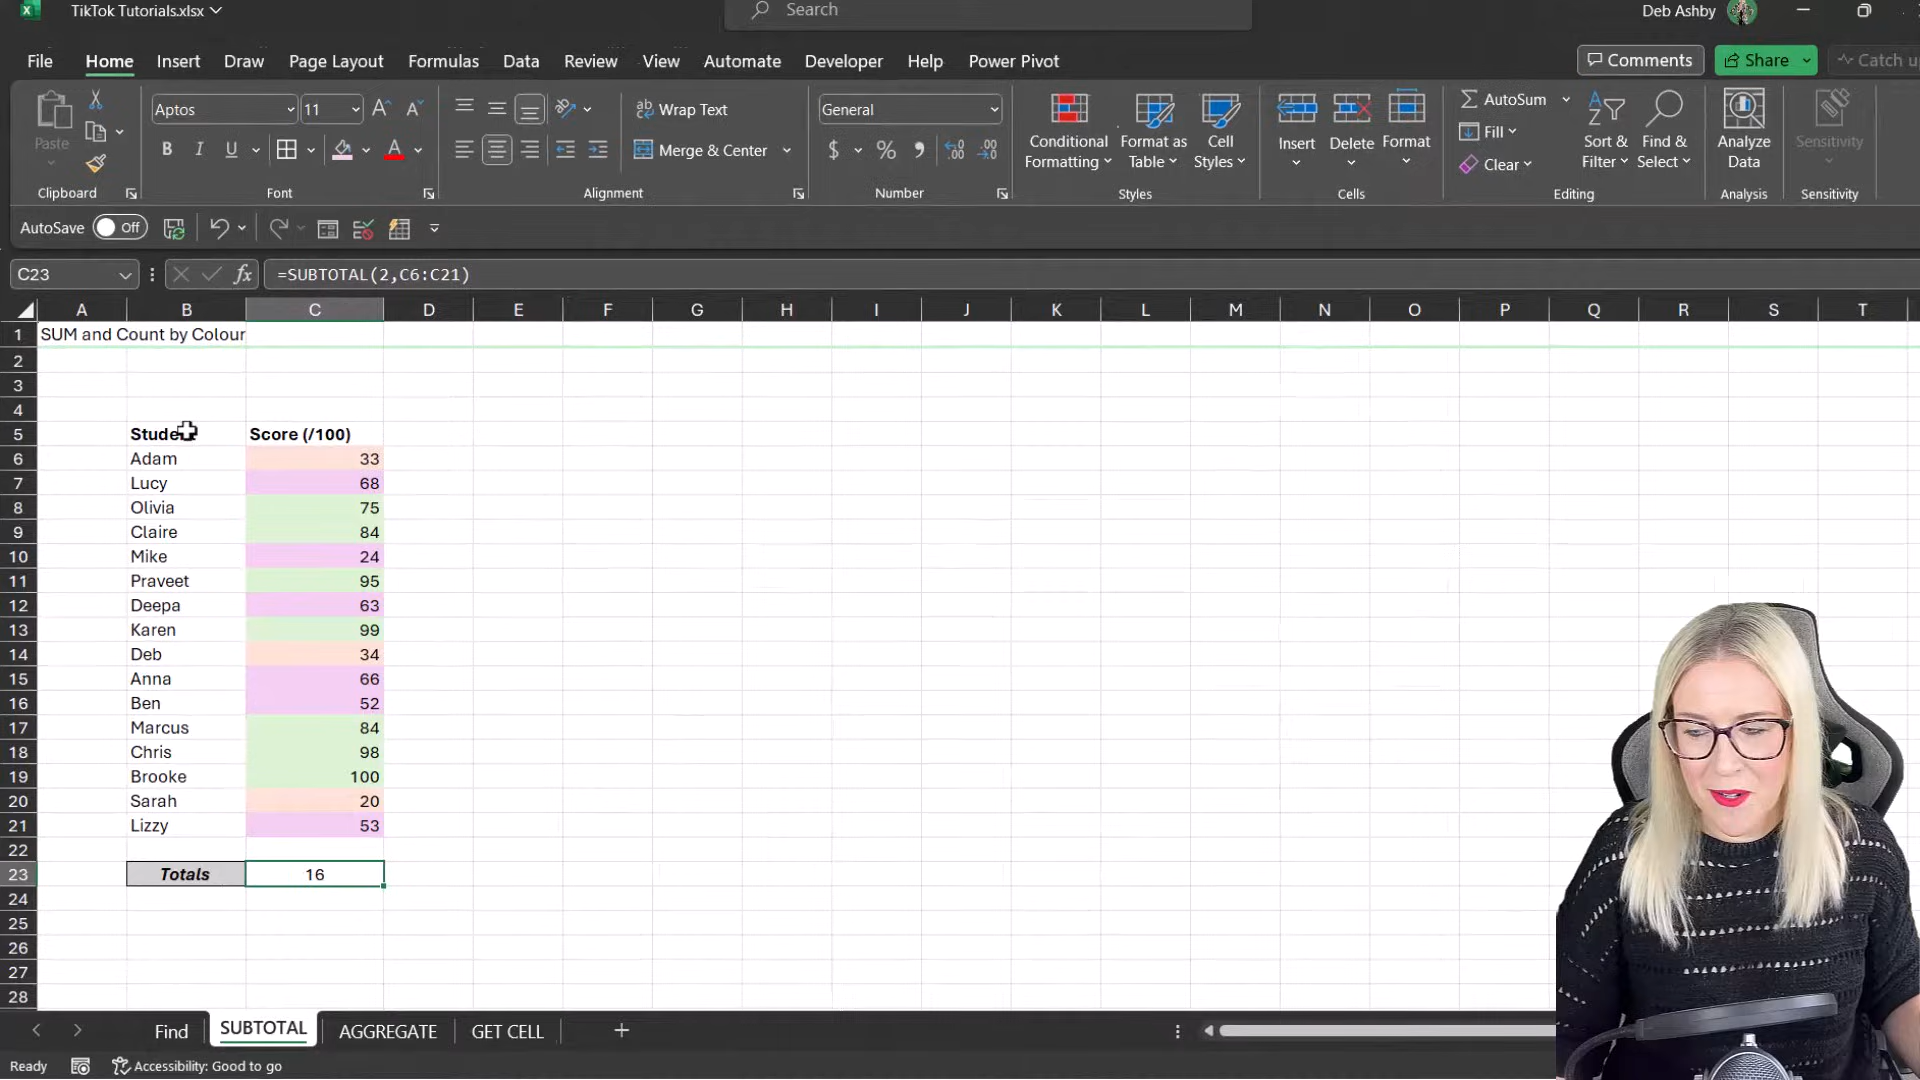 TikTok Tutorials.xlsx
Search
Deb Ashby
File Home Insert Draw Page Layout Formulas Data Review View Automate Developer Help Power Pivot
Comments Share
Paste
Clipboard
Aptos 11
B I U A
Font
Wrap Text
Merge & Center
Alignment
General
$ % 9
Number
Conditional Formatting
Format as Table
Cell Styles
Styles
Insert Delete Format
Cells
AutoSum
Fill
Clear
Sort & Filter
Find & Select
Editing
Analyze Data
Analysis
Sensitivity
Sensitivity
AutoSave Off
C23 fx =SUBTOTAL(2,C6:C21)
A B C D E F G H I J K L M N O P Q R S T
1 SUM and Count by Colour
2
3
4
5 Score (/100)
6 Adam 33
7 Lucy 68
8 Olivia 75
9 Claire 84
10 Mike 24
11 Praveet 95
12 Deepa 63
13 Karen 99
14 Deb 34
15 Anna 66
16 Ben 52
17 Marcus 84
18 Chris 98
19 Brooke 100
20 Sarah 20
21 Lizzy 53
22
23 Totals 16
24
25
26
27
28
Find SUBTOTAL AGGREGATE GET CELL
Ready Accessibility: Good to go